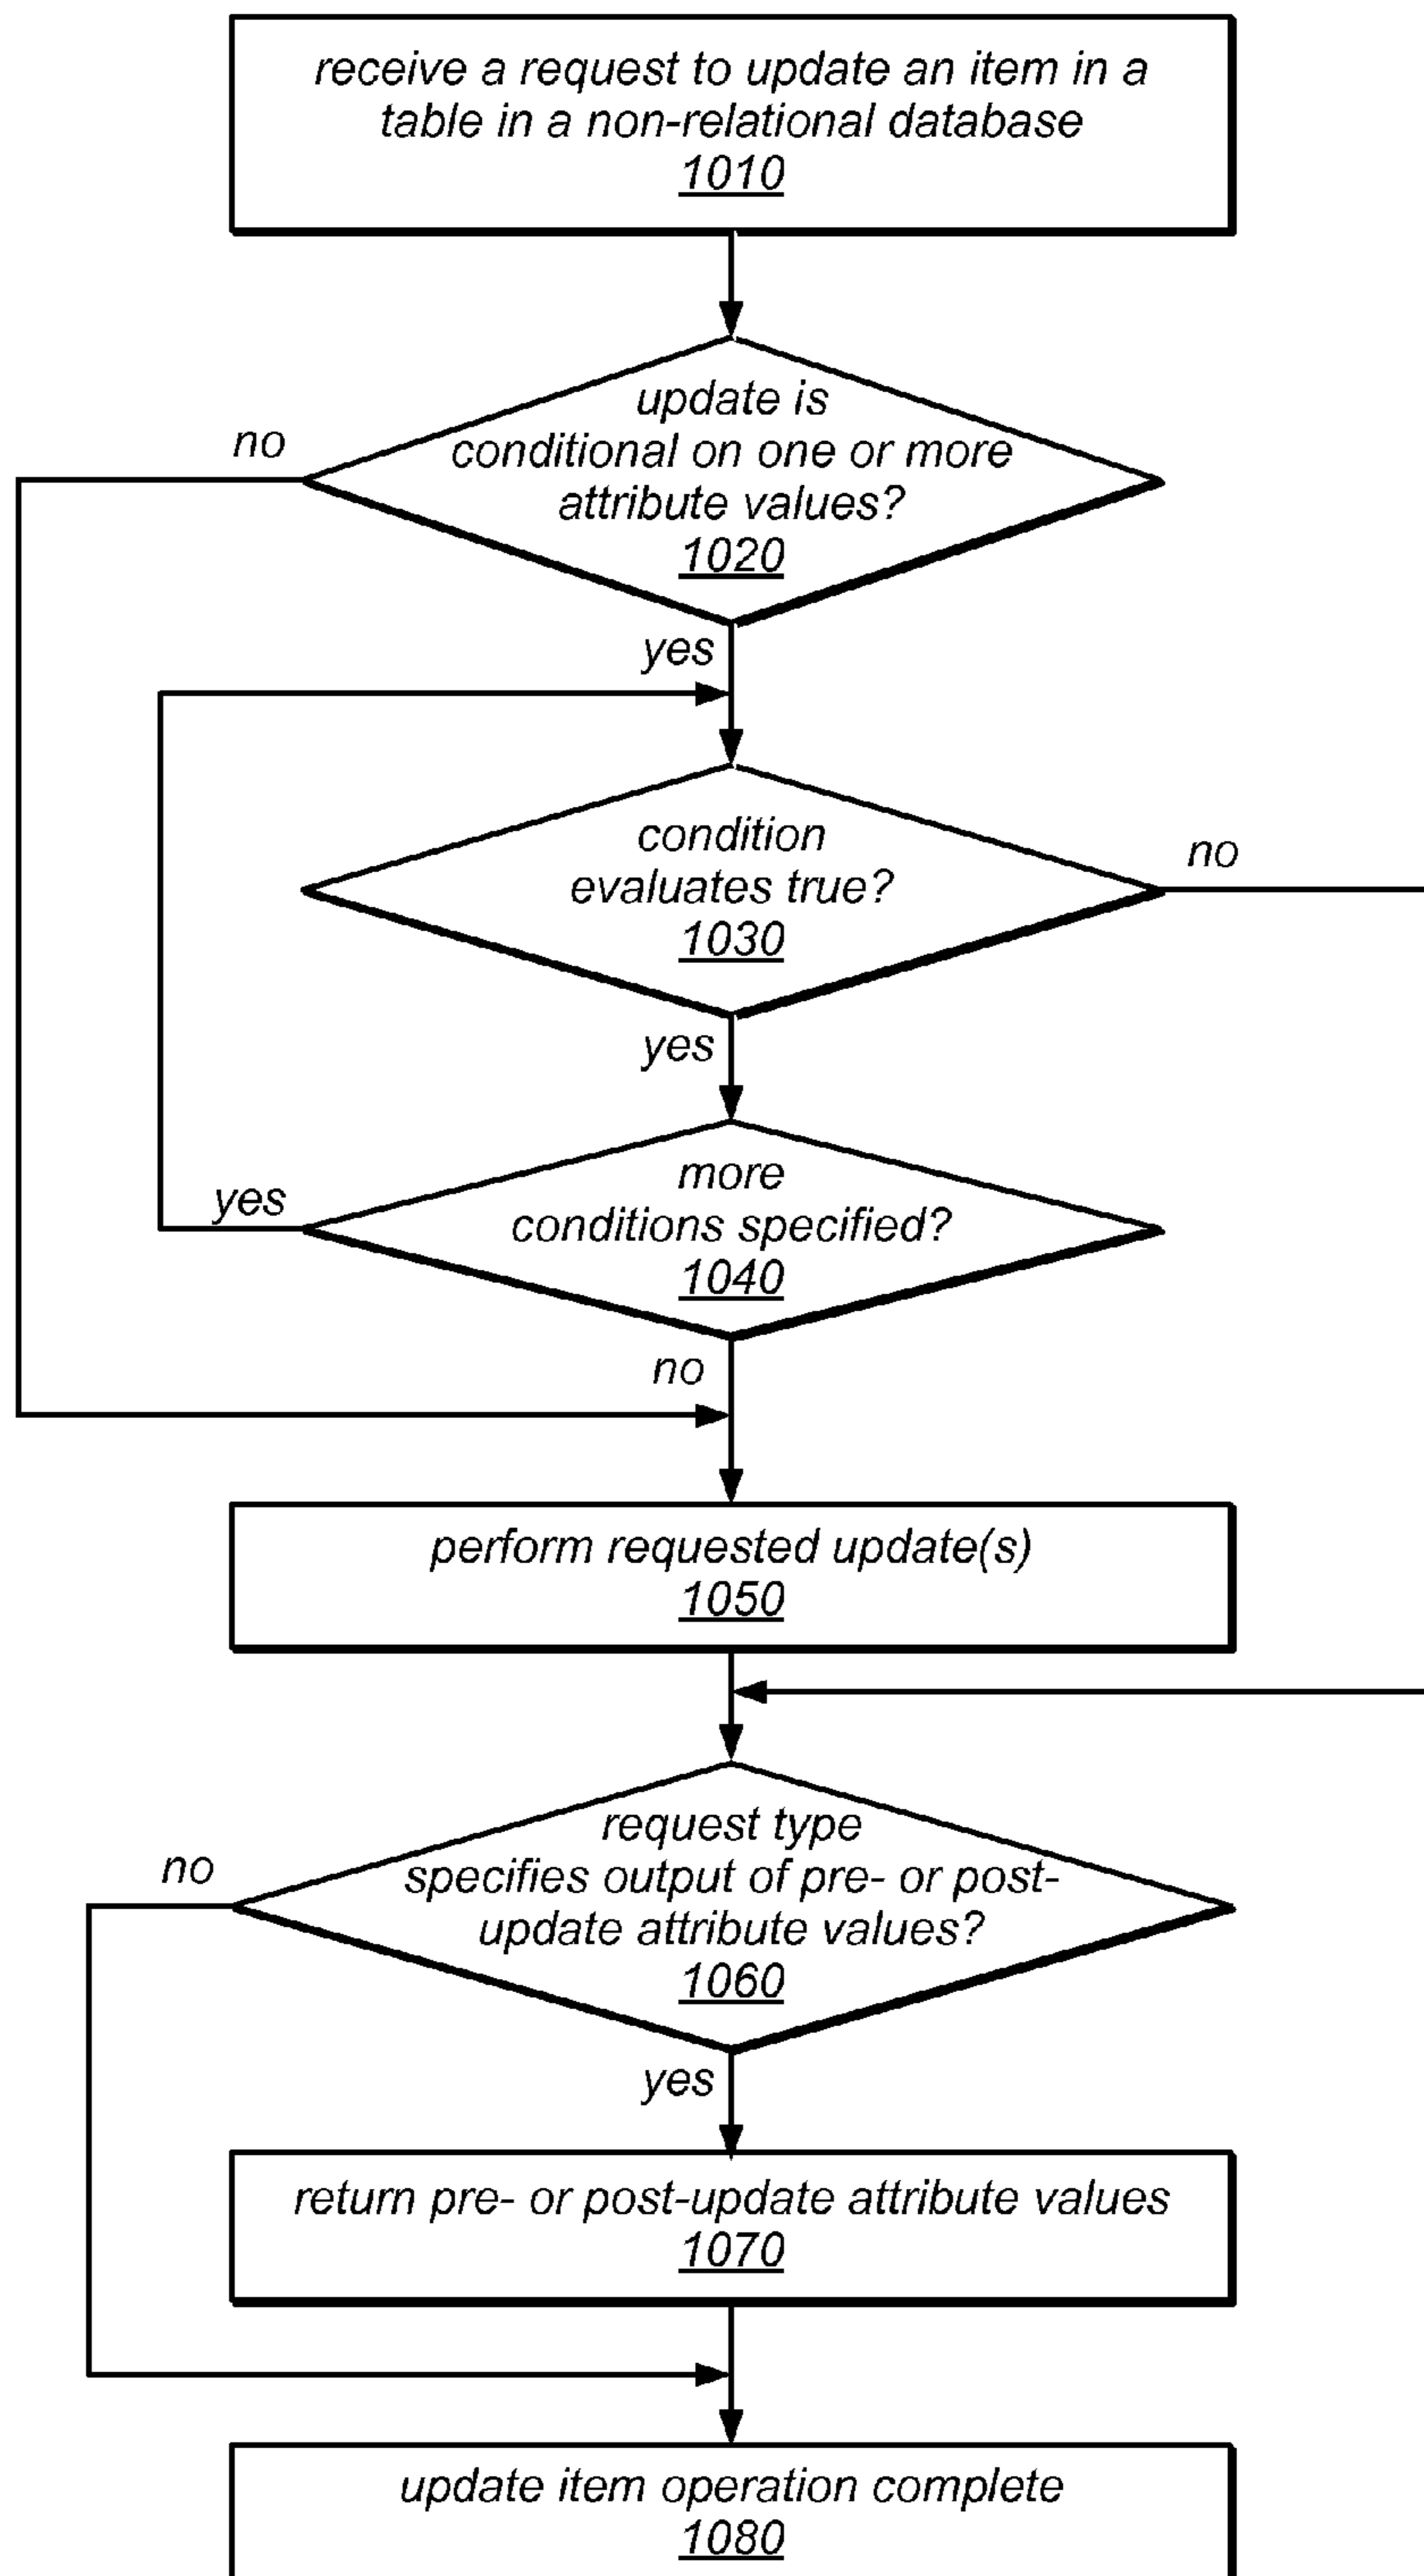 receive a request to update an item in a
table in a non-relational database
1010
update is
conditional on one or more
attribute values?
1020
no
yes
condition
evaluates true?
1030
no
yes
more
conditions specified?
1040
yes
no
perform requested update(s)
1050
request type
specifies output of pre- or post-
update attribute values?
1060
no
yes
return pre- or post-update attribute values
1070
update item operation complete
1080